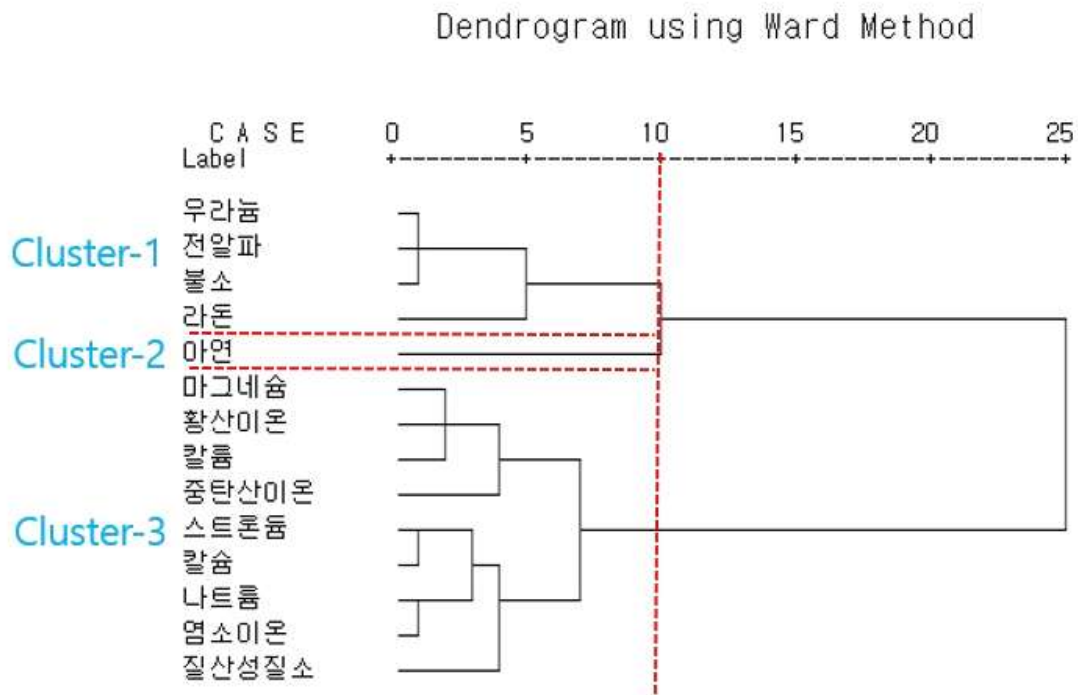 Dendrogram using Ward Method
C A S E 0 5 10 15 20 25
Label
우라늄
전알파
Cluster-1
불소
라돈
Cluster-2 아연
마그네슘
황산이온
칼륨
중탄산이온
Cluster-3 스트론듐
칼슘
나트륨
염소이온
질산성질소